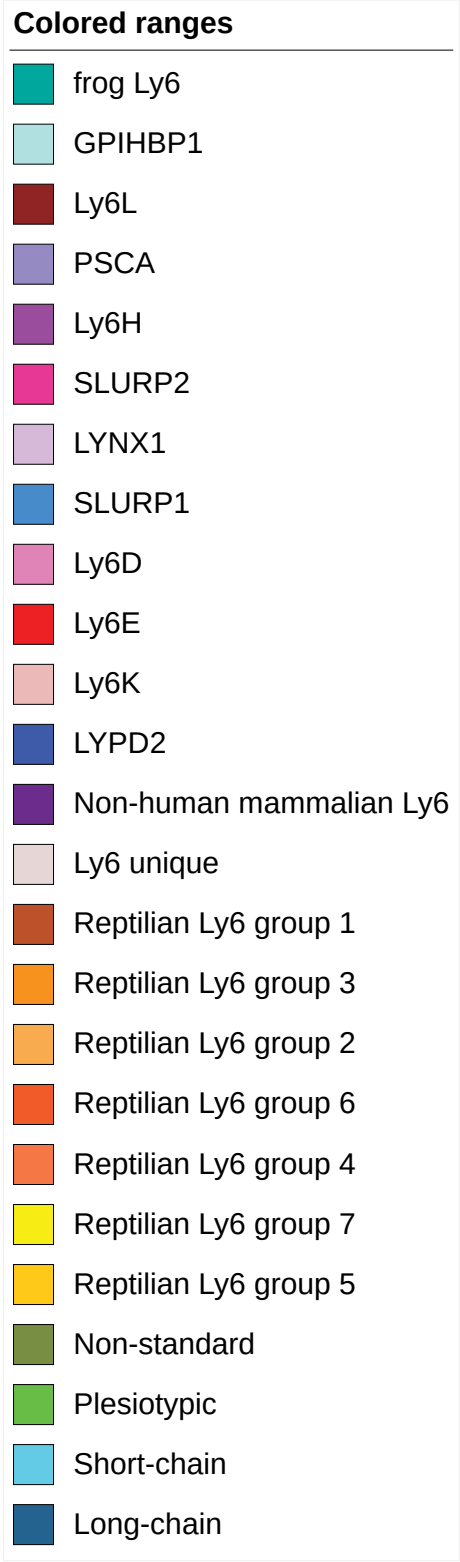 Colored ranges
frog Ly6
GPIHBP1
Ly6L
PSCA
Ly6H
SLURP2
LYNX1
SLURP1
Ly6D
Ly6E
Ly6K
LYPD2
Non-human mammalian Ly6
Ly6 unique
Reptilian Ly6 group 1
Reptilian Ly6 group 3
Reptilian Ly6 group 2
Reptilian Ly6 group 6
Reptilian Ly6 group 4
Reptilian Ly6 group 7
Reptilian Ly6 group 5
Non-standard
Plesiotypic
Short-chain
Long-chain